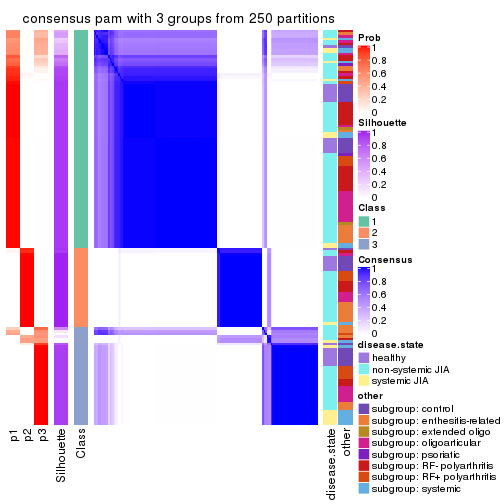 consensus pam with 3 groups from 250 partitions
Prob
1
0.8
0.6
0.4
0.2
0
Silhouette
1
0.8
0.6
0.4
0.2
0
Class
1
2
3
Consensus
1
0.8
0.6
0.4
0.2
0
disease.state
healthy
non-systemic JIA
systemic JIA
other
subgroup: control
subgroup: enthesitis-related
subgroup: extended oligo
subgroup: oligoarticular
subgroup: psoriatic
subgroup: RF- polyarthritis
subgroup: RF+ polyarthritis
subgroup: systemic
p1
p2
p3
Silhouette
Class
disease.state
other